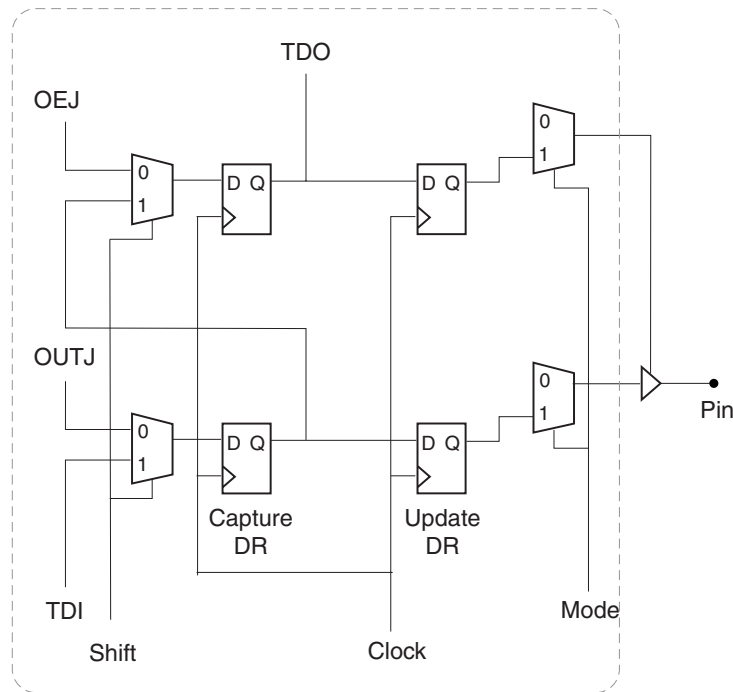 TDO
OEJ
0
1
D Q
D Q
0
1
OUTJ
0
1
D Q
D Q
0
1
Pin
Capture
DR
Update
DR
TDI
Shift
Clock
Mode